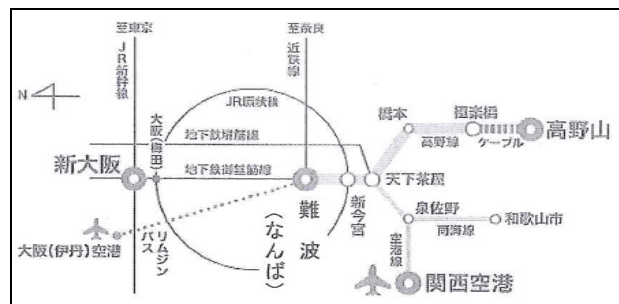 至東京
至奈良
JR新幹線
近鉄線
N
JR環状線
大阪(梅田)
地下鉄堺筋線
橋本
極楽橋
高野山
高野線
ケーブル
新大阪
地下鉄御堂筋線
天下茶屋
難波
(なんば)
新今宮
泉佐野
和歌山市
南海線
大阪(伊丹)空港
リムジン
バス
空港線
関西空港